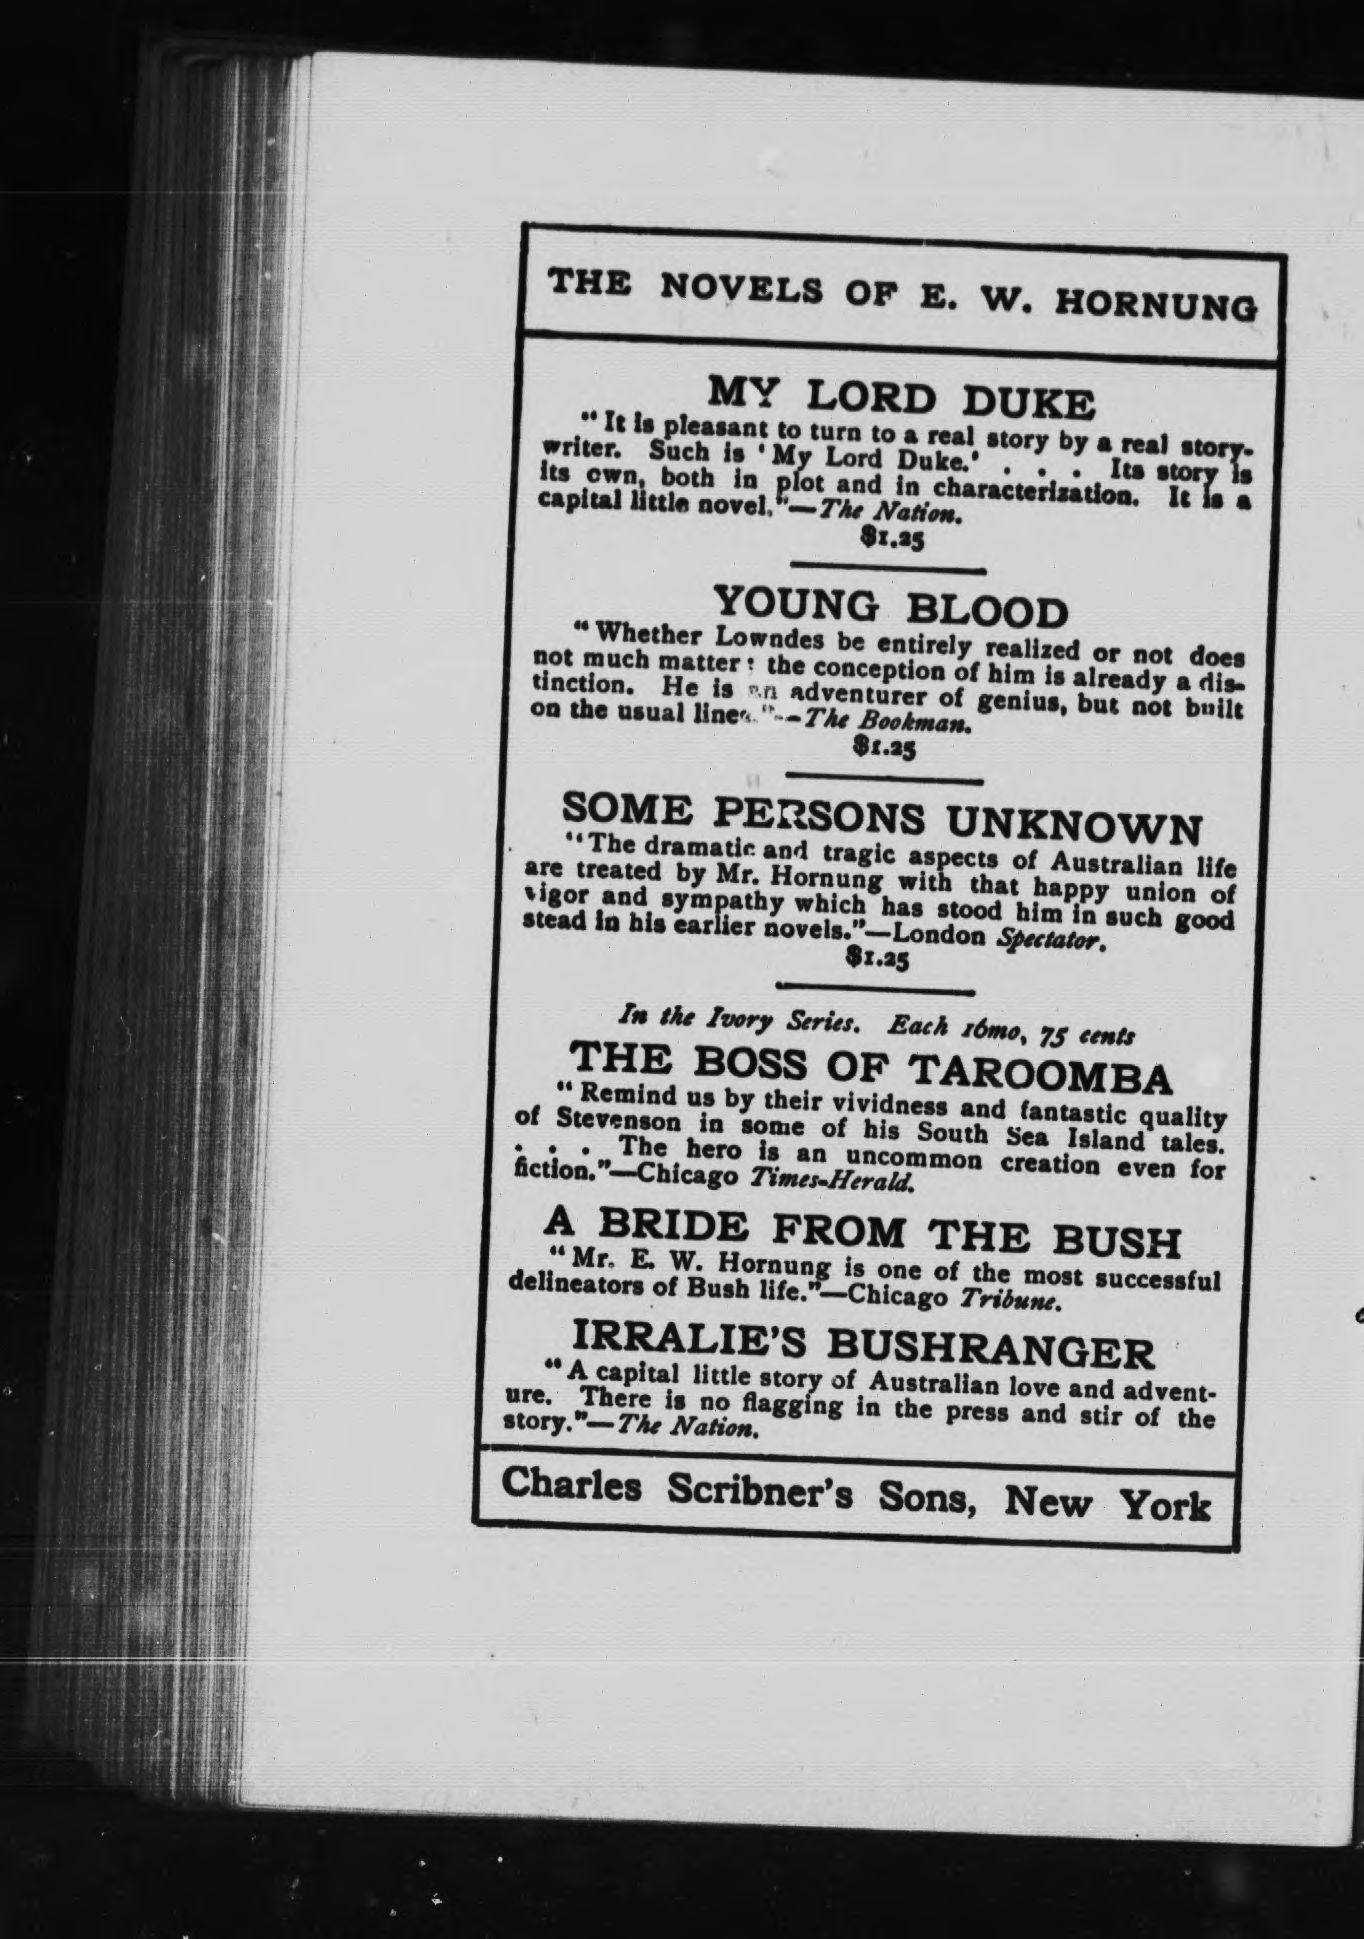 THE NOVELS OF E. W. HORNUNG
MY LORD DUKE
"It is pleasant to turn to a real story by a real story-
writer. Such is 'My Lord Duke.' . . . Its story is
its own, both in plot and in characterization. It is a
capital little novel."—The Nation.
$1.25
YOUNG BLOOD
"Whether Lowndes be entirely realized or not does
not much matter: the conception of him is already a dis-
tinction. He is an adventurer of genius, but not built
on the usual lines."—The Bookman.
$1.25
SOME PERSONS UNKNOWN
"The dramatic and tragic aspects of Australian life
are treated by Mr. Hornung with that happy union of
vigor and sympathy which has stood him in such good
stead in his earlier novels."—London Spectator.
$1.25
In the Ivory Series. Each 16mo, 75 cents
THE BOSS OF TAROOMBA
"Remind us by their vividness and fantastic quality
of Stevenson in some of his South Sea Island tales.
. . . The hero is an uncommon creation even for
fiction."—Chicago Times-Herald.
A BRIDE FROM THE BUSH
"Mr. E. W. Hornung is one of the most successful
delineators of Bush life."—Chicago Tribune.
IRRALIE'S BUSHRANGER
"A capital little story of Australian love and advent-
ure. There is no flagging in the press and stir of the
story."—The Nation.
Charles Scribner's Sons, New York